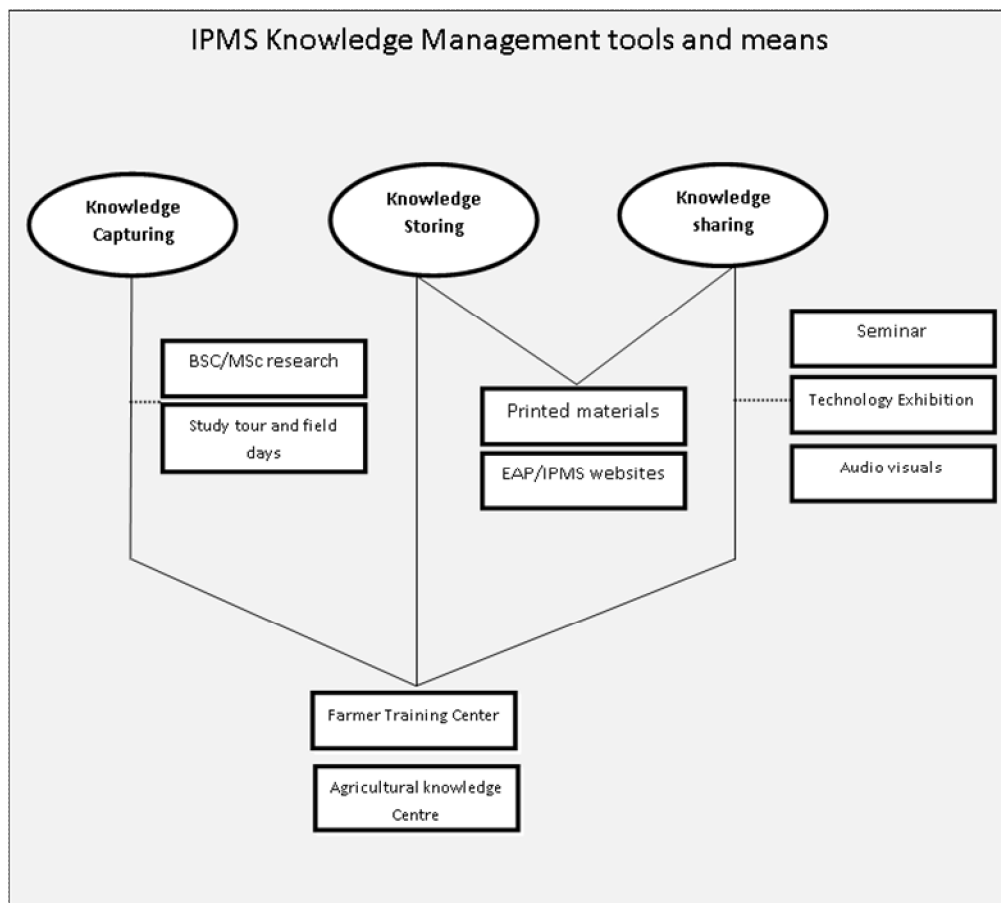 IPMS Knowledge Management tools and means
Knowledge
Capturing
Knowledge
Storing
Knowledge
sharing
BSC/MSc research
Study tour and field
days
Printed materials
EAP/IPMS websites
Seminar
Technology Exhibition
Audio visuals
Farmer Training Center
Agricultural knowledge
Centre